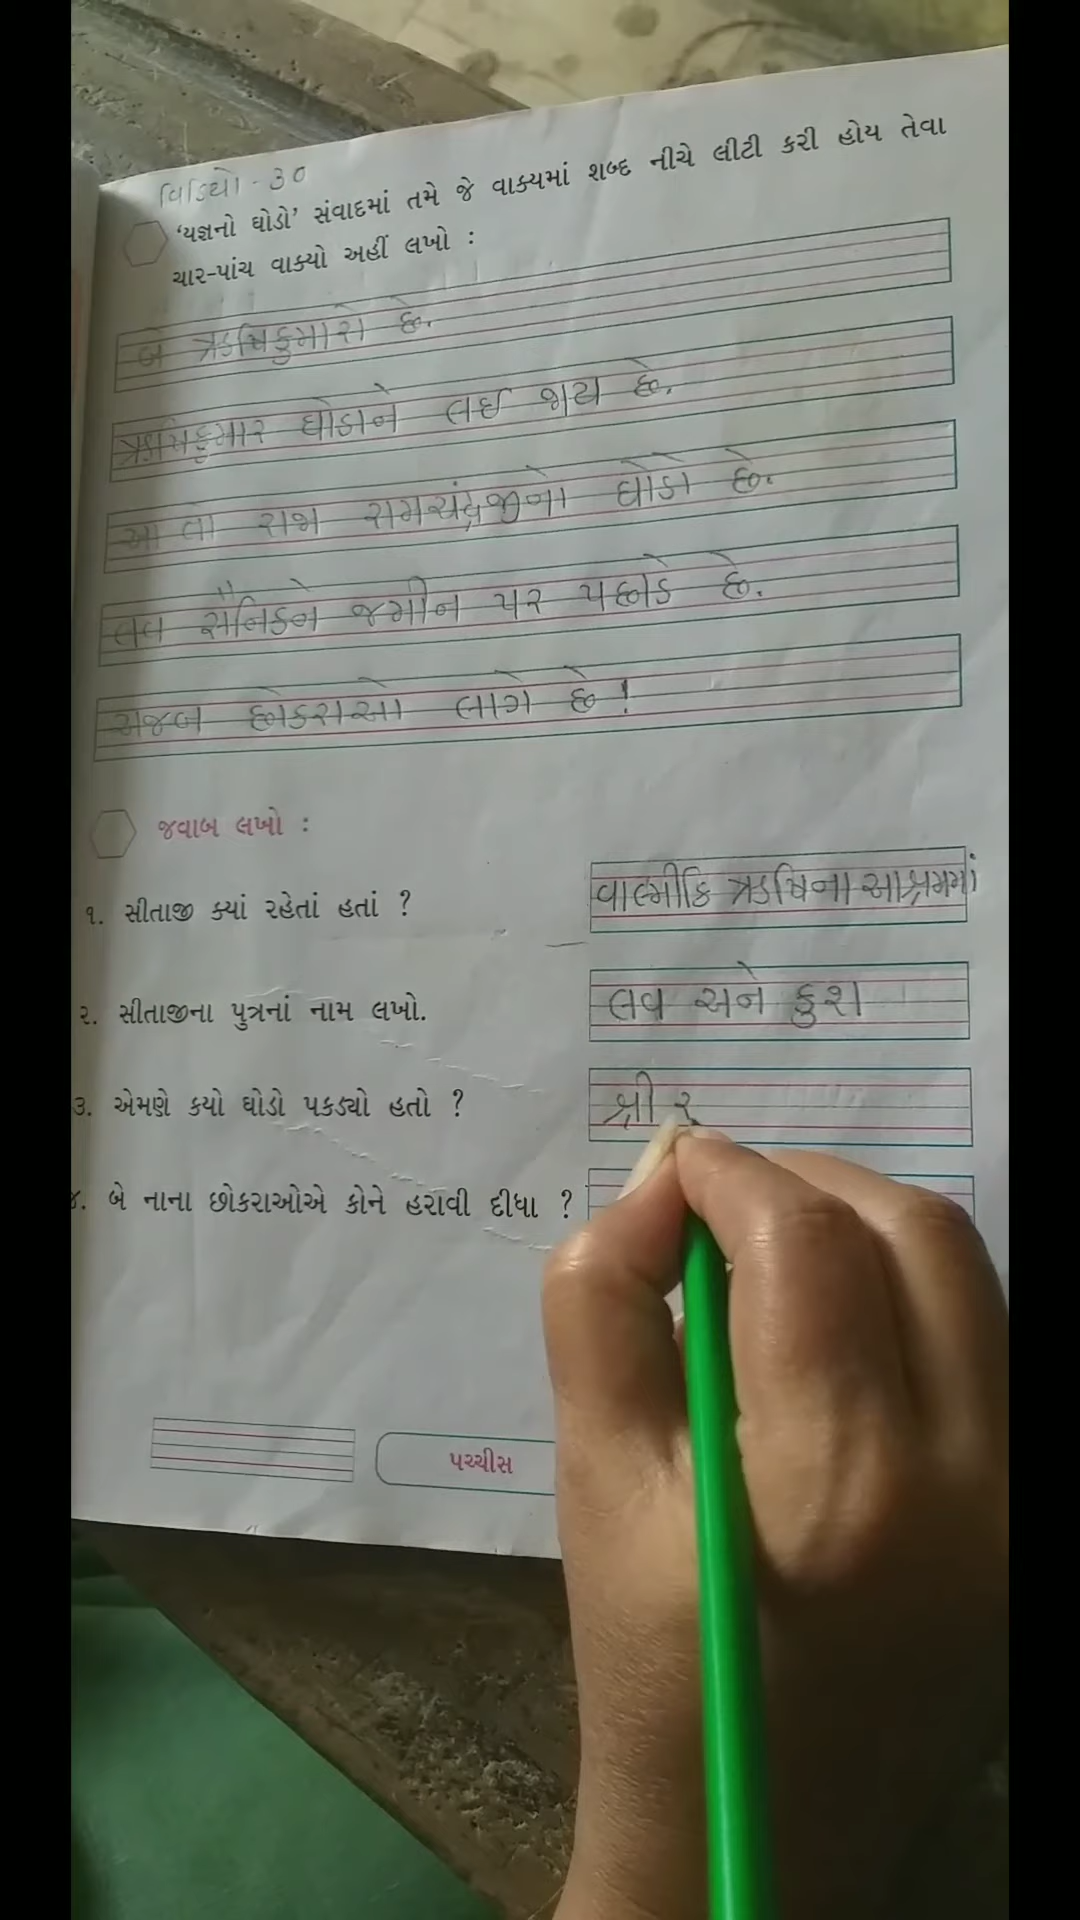 વિડિયો - ૩૦
‘યજ્ઞનો ઘોડો’ સંવાદમાં તમે જે વાક્યમાં શબ્દ નીચે લીટી કરી હોય તેવા
ચાર-પાંચ વાક્યો અહીં લખો :
બે ઋષિકુમારો છે.
ઋષિકુમાર ઘોડાને લઈ જાય છે.
આ તો રાજા રામચંદ્રજીનો ઘોડો છે.
લવ સૈનિકને જમીન પર પછાડે છે.
અજબ છોકરાઓ લાગે છે !
જવાબ લખો :
૧. સીતાજી ક્યાં રહેતાં હતાં ? વાલ્મીકિ ઋષિના આશ્રમમાં
૨. સીતાજીના પુત્રનાં નામ લખો. લવ અને કુશ
૩. એમણે કયો ઘોડો પકડ્યો હતો ? શ્રી ર
૪. બે નાના છોકરાઓએ કોને હરાવી દીધા ?
પચ્ચીસ